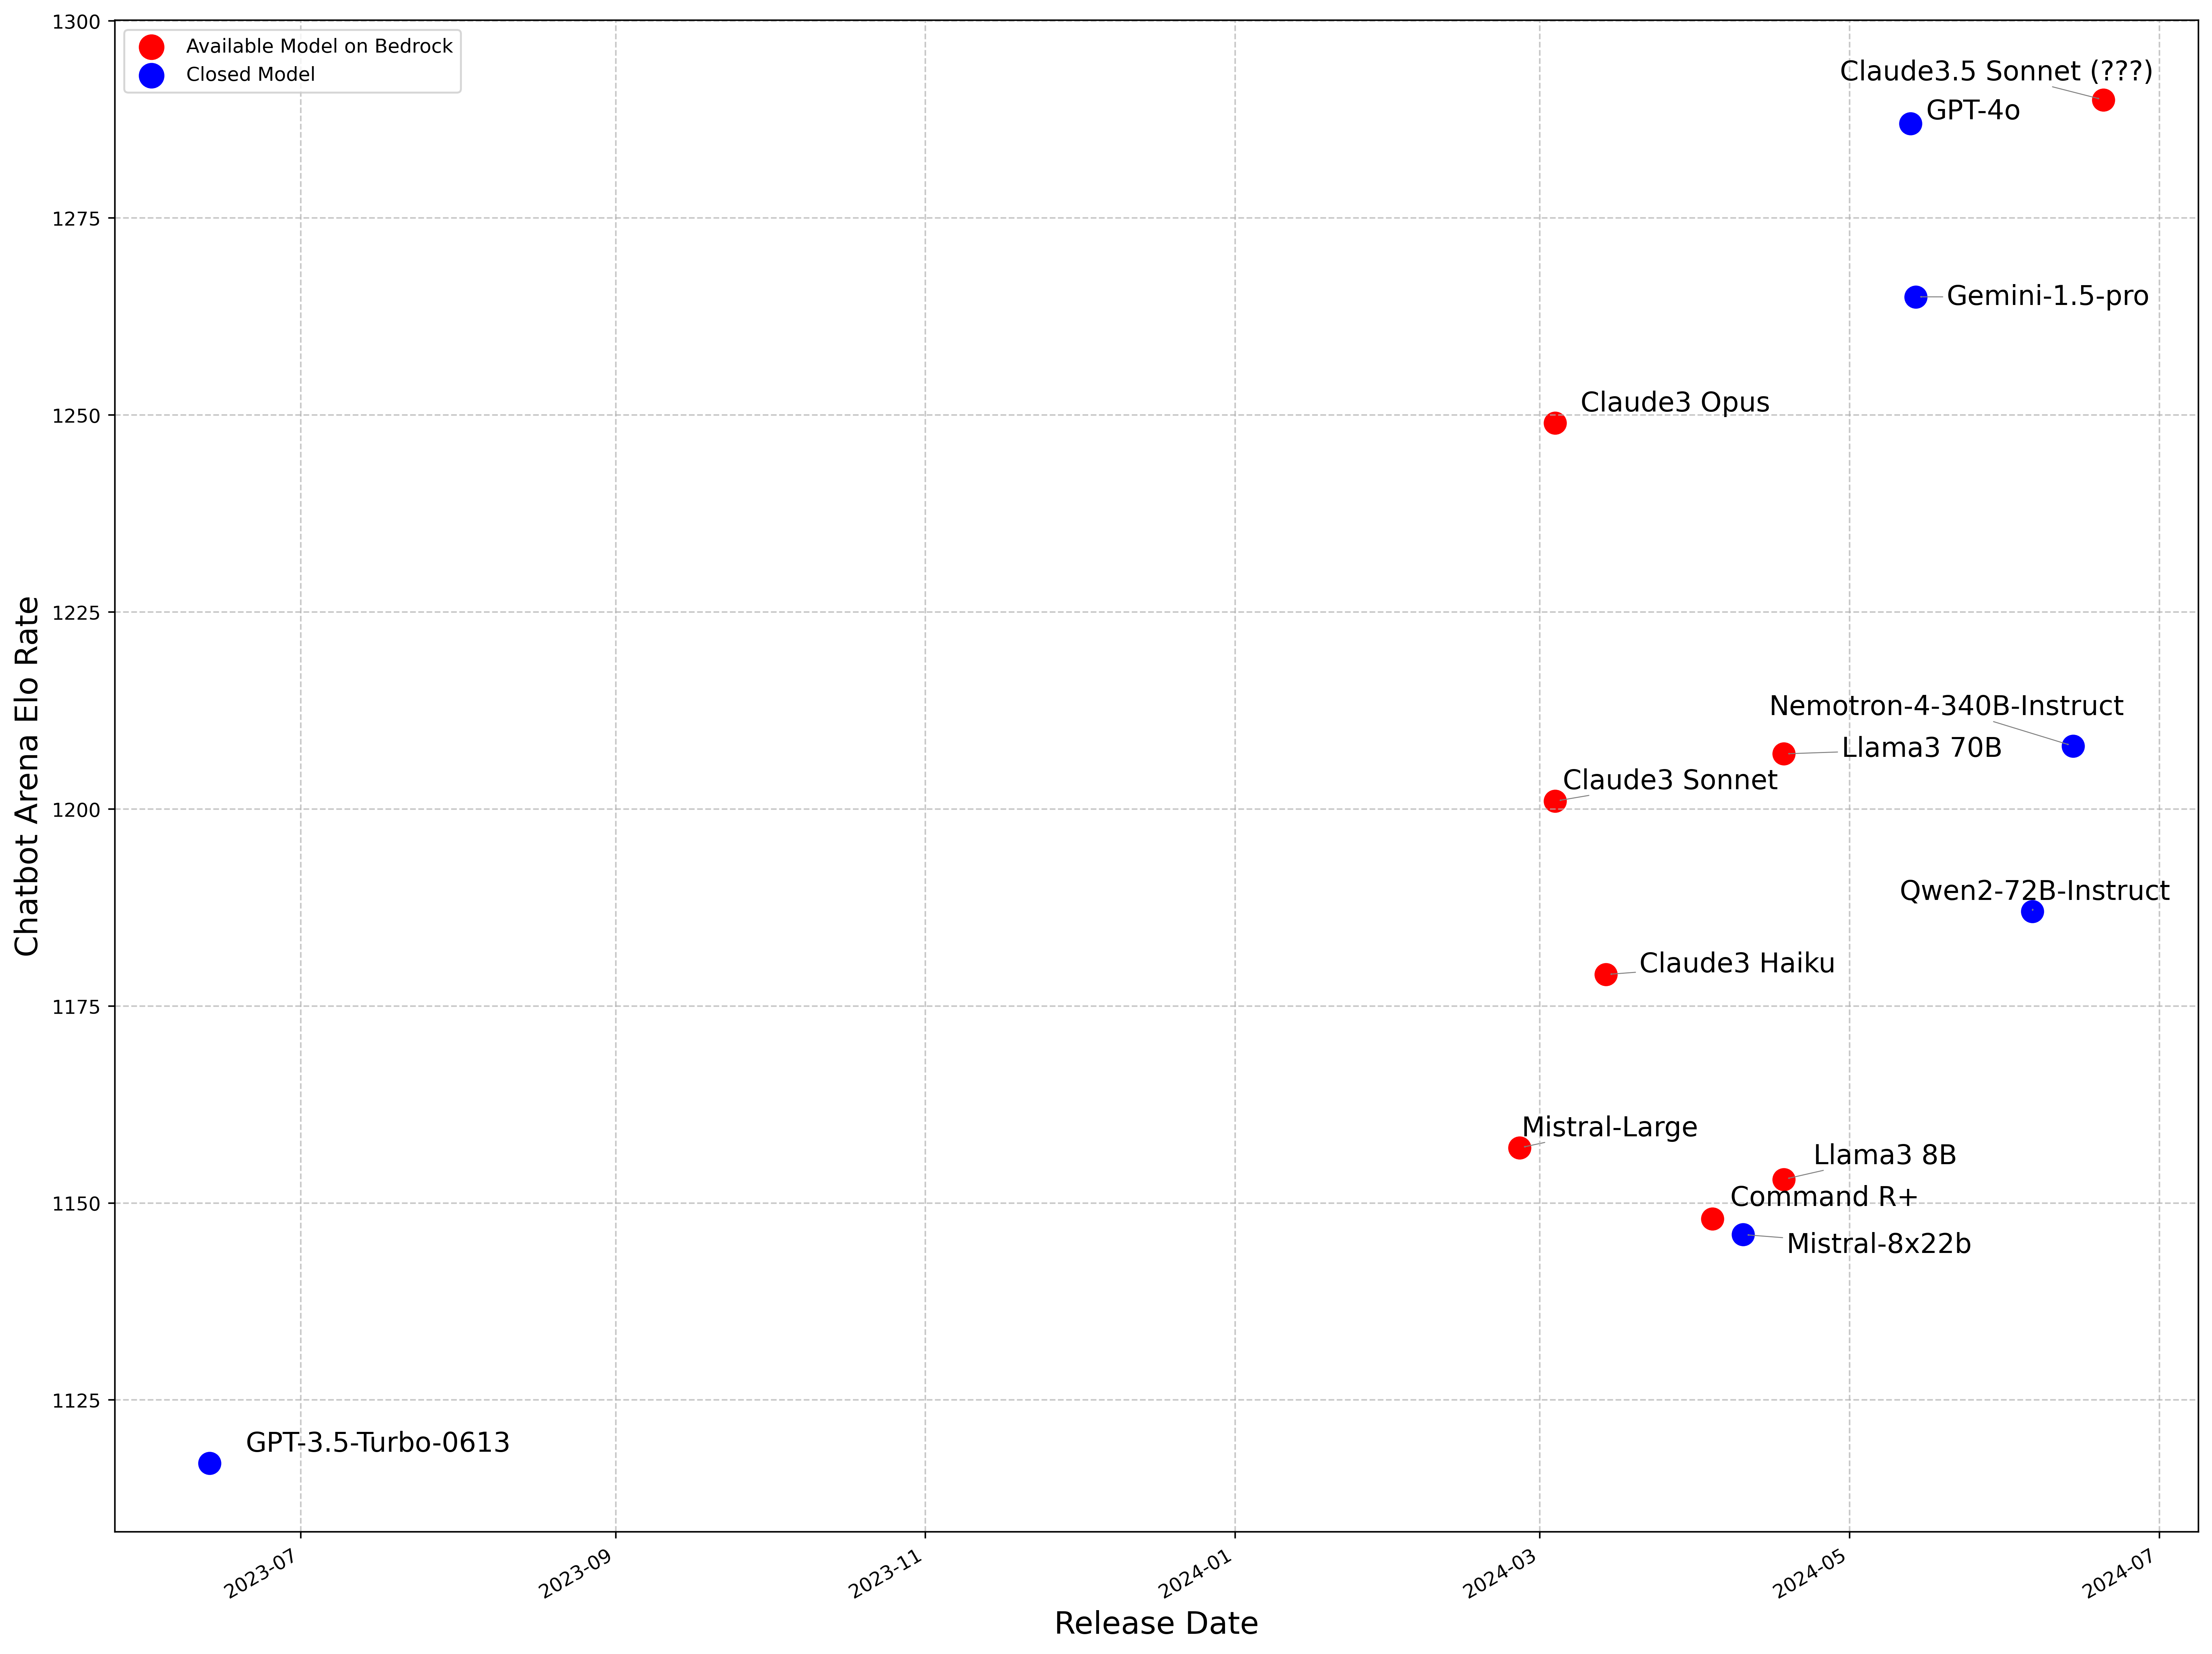 1300
Available Model on Bedrock
Closed Model
Claude3.5 Sonnet (???)
GPT-4o
1275
Gemini-1.5-pro
Claude3 Opus
1250
1225
Chatbot Arena Elo Rate
Nemotron-4-340B-Instruct
Llama3 70B
Claude3 Sonnet
1200
Qwen2-72B-Instruct
Claude3 Haiku
1175
Mistral-Large
Llama3 8B
Command R+
1150
Mistral-8x22b
1125
GPT-3.5-Turbo-0613
2023-07
2023-09
2023-11
2024-01
2024-03
2024-05
2024-07
Release Date